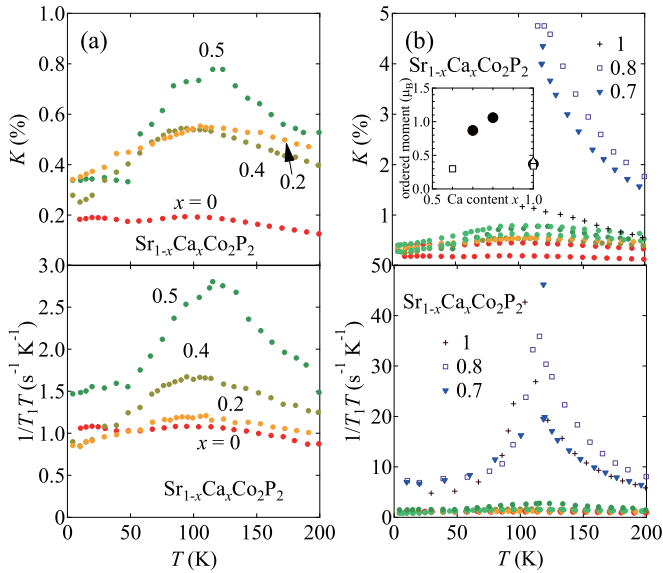 (a)
K (%)
1.0
0.8
0.6
0.4
0.2
0.5
0.4
0.2
x = 0
Sr1-xCaxCo2P2
1/T1T (s-1 K-1)
3.0
2.5
2.0
1.5
1.0
0.5
0.0
0.5
0.4
0.2
x = 0
Sr1-xCaxCo2P2
0 50 100 150 200
T (K)
(b)
K (%)
5
4
3
2
1
0
1
0.8
0.7
Sr1-xCaxCo2P2
ordered moment (μB)
1.5
1.0
0.5
0.0
0.5 1.0
Ca content x
1/T1T (s-1 K-1)
50
40
30
20
10
0
Sr1-xCaxCo2P2
1
0.8
0.7
0 50 100 150 200
T (K)